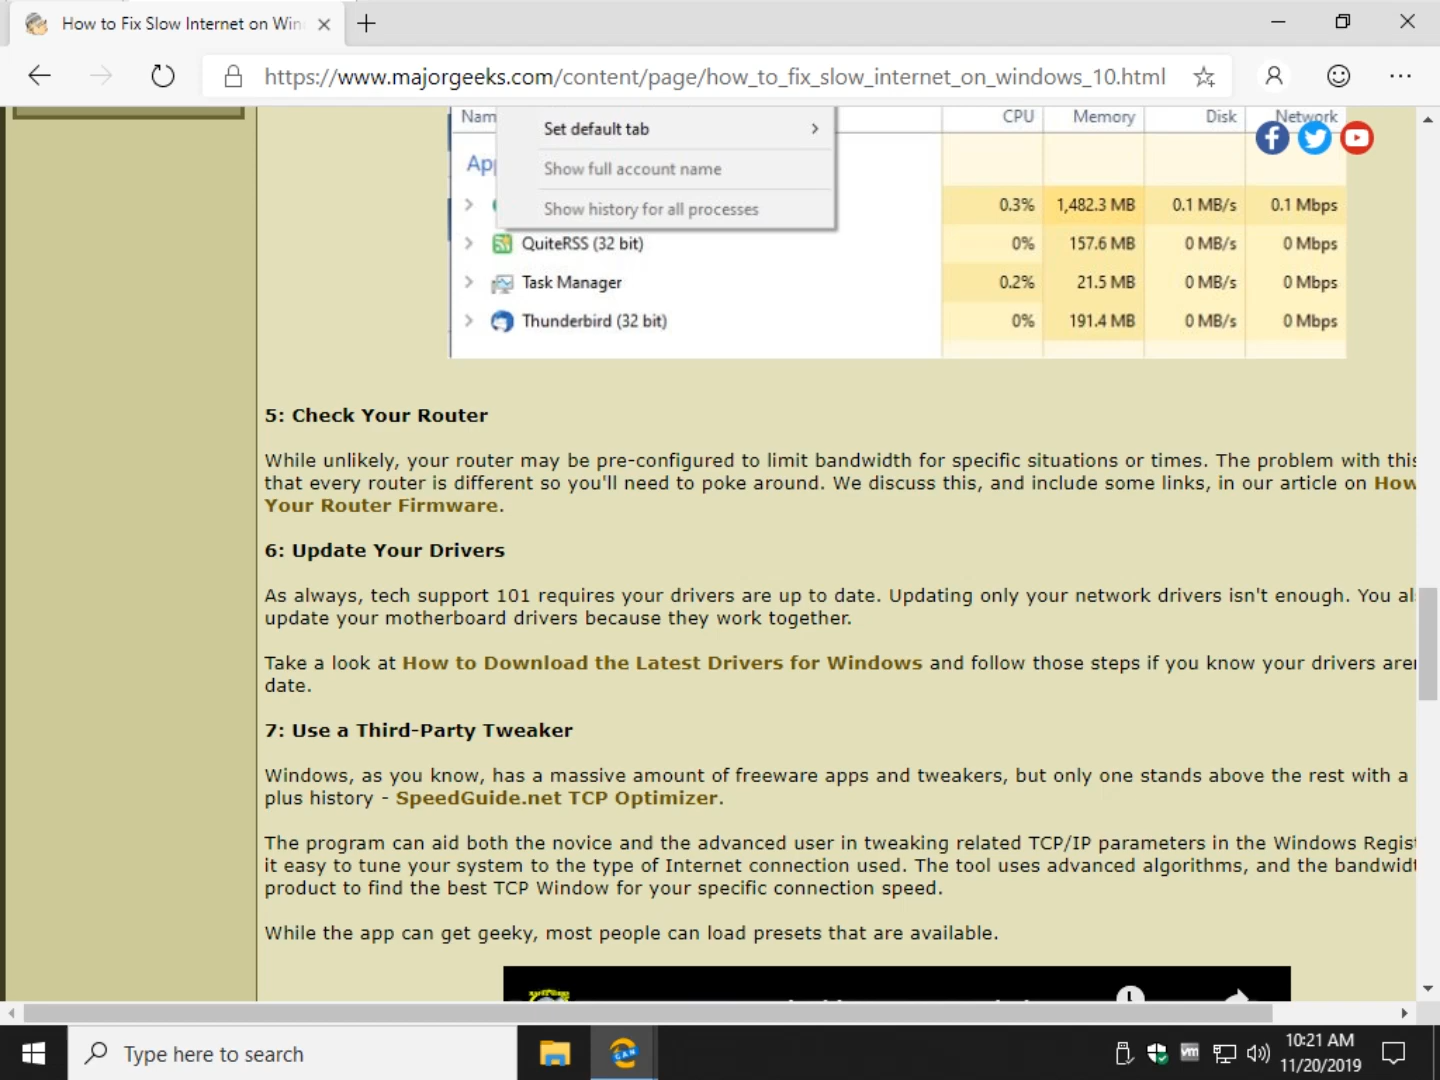 How to Fix Slow Internet on Win
https://www.majorgeeks.com/content/page/how_to_fix_slow_internet_on_windows_10.html
Nam
Set default tab
CPU Memory Disk Network
App
Show full account name
Show history for all processes
0.3% 1,482.3 MB 0.1 MB/s 0.1 Mbps
QuiteRSS (32 bit) 0% 157.6 MB 0 MB/s 0 Mbps
Task Manager 0.2% 21.5 MB 0 MB/s 0 Mbps
Thunderbird (32 bit) 0% 191.4 MB 0 MB/s 0 Mbps
5: Check Your Router
While unlikely, your router may be pre-configured to limit bandwidth for specific situations or times. The problem with this
that every router is different so you'll need to poke around. We discuss this, and include some links, in our article on How
Your Router Firmware.
6: Update Your Drivers
As always, tech support 101 requires your drivers are up to date. Updating only your network drivers isn't enough. You al
update your motherboard drivers because they work together.
Take a look at How to Download the Latest Drivers for Windows and follow those steps if you know your drivers aren
date.
7: Use a Third-Party Tweaker
Windows, as you know, has a massive amount of freeware apps and tweakers, but only one stands above the rest with a
plus history - SpeedGuide.net TCP Optimizer.
The program can aid both the novice and the advanced user in tweaking related TCP/IP parameters in the Windows Regist
it easy to tune your system to the type of Internet connection used. The tool uses advanced algorithms, and the bandwidt
product to find the best TCP Window for your specific connection speed.
While the app can get geeky, most people can load presets that are available.
Type here to search
CAN
vm
10:21 AM
11/20/2019